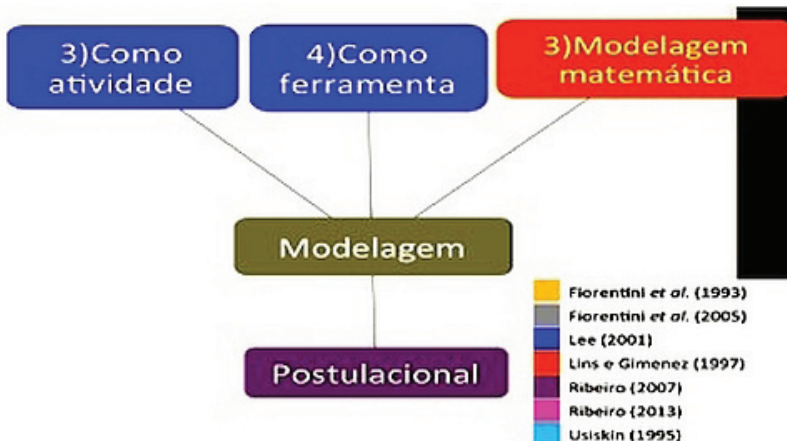 3)Como
atividade
4)Como
ferramenta
3)Modelagem
matemática
Modelagem
Postulacional
Fiorentini et al. (1993)
Fiorentini et al. (2005)
Lee (2001)
Lins e Gimenez (1997)
Ribeiro (2007)
Ribeiro (2013)
Usiskin (1995)